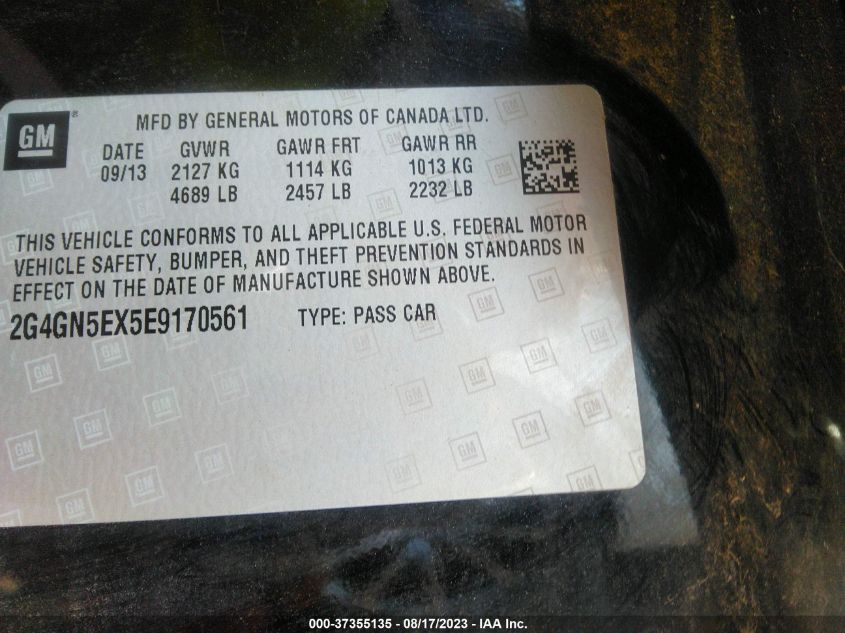 GM ®
MFD BY GENERAL MOTORS OF CANADA LTD.
DATE GVWR GAWR FRT GAWR RR
09/13 2127 KG 1114 KG 1013 KG
4689 LB 2457 LB 2232 LB
THIS VEHICLE CONFORMS TO ALL APPLICABLE U.S. FEDERAL MOTOR
VEHICLE SAFETY, BUMPER, AND THEFT PREVENTION STANDARDS IN
EFFECT ON THE DATE OF MANUFACTURE SHOWN ABOVE.
2G4GN5EX5E9170561 TYPE: PASS CAR
000-37355135 - 08/17/2023 - IAA Inc.